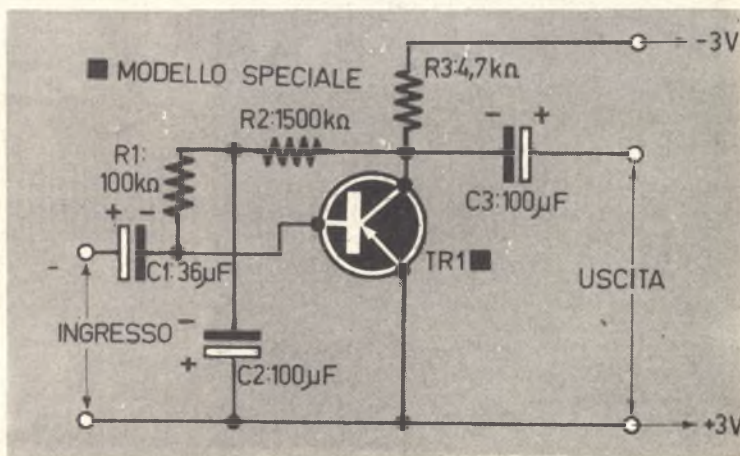 -3V
■ MODELLO SPECIALE
R3:4,7kΩ
R2:1500kΩ
- +
R1:
100kΩ
C3:100µF
+ -
-
C1:36µF
TR1■
USCITA
INGRESSO
-
+
C2:100µF
+3V